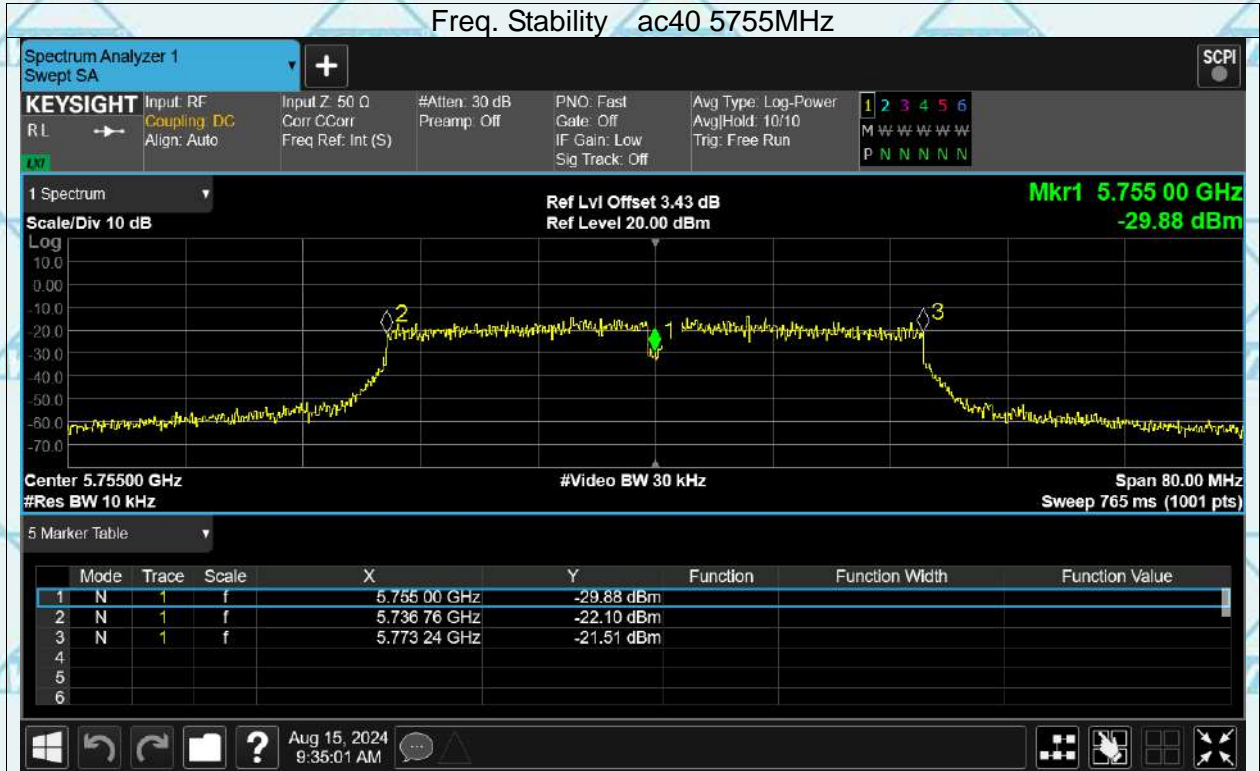 Freq. Stability ac40 5755MHz
Spectrum Analyzer 1
Swept SA
+
SCPI
KEYSIGHT Input: RF Input Z: 50 Ω #Atten: 30 dB PNO: Fast Avg Type: Log-Power 1 2 3 4 5 6
RL Coupling: DC Corr CCorr Preamp: Off Gate: Off Avg|Hold: 10/10 M W W W W W W
Align: Auto Freq Ref: Int (S) IF Gain: Low Trig: Free Run P N N N N N N
LXI Sig Track: Off
1 Spectrum Ref Lvl Offset 3.43 dB Mkr1 5.755 00 GHz
Scale/Div 10 dB Ref Level 20.00 dBm -29.88 dBm
Log
10.0
0.00
-10.0
2 3
-20.0
1
-30.0
-40.0
-50.0
-60.0
-70.0
Center 5.75500 GHz #Video BW 30 kHz Span 80.00 MHz
#Res BW 10 kHz Sweep 765 ms (1001 pts)
5 Marker Table
Mode Trace Scale X Y Function Function Width Function Value
1 N 1 f 5.755 00 GHz -29.88 dBm
2 N 1 f 5.736 76 GHz -22.10 dBm
3 N 1 f 5.773 24 GHz -21.51 dBm
4
5
6
? Aug 15, 2024
9:35:01 AM